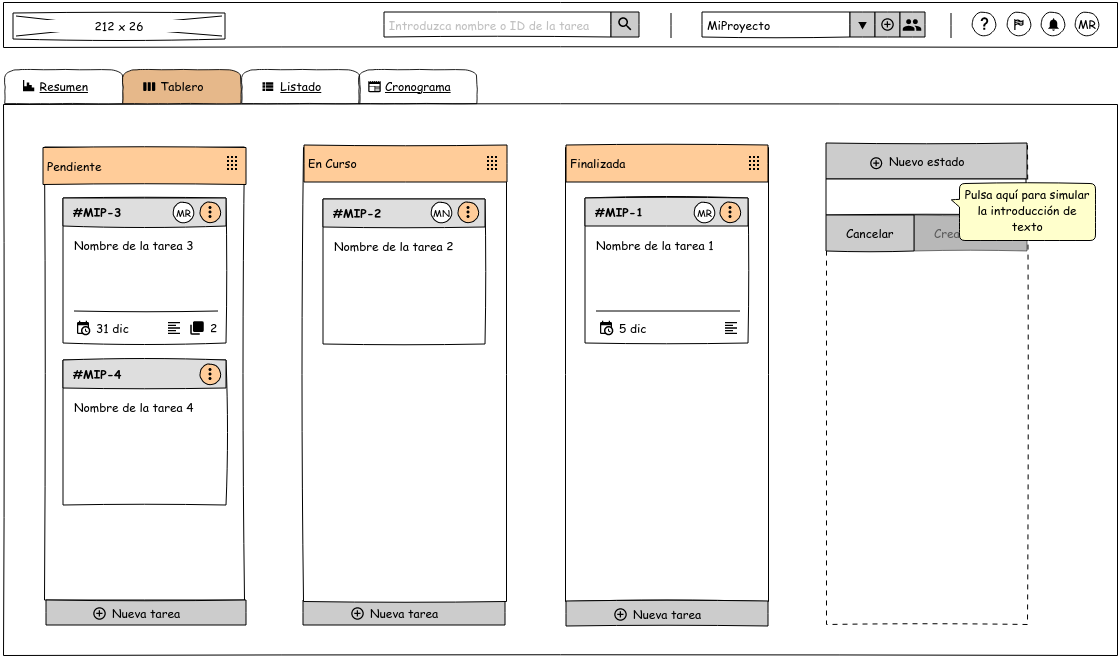 212 x 26
Introduzca nombre o ID de la tarea
MiProyecto
?
MR
Resumen
Tablero
Listado
Cronograma
Pendiente
#MIP-3
MR
Nombre de la tarea 3
31 dic
2
#MIP-4
Nombre de la tarea 4
Nueva tarea
En Curso
#MIP-2
MN
Nombre de la tarea 2
Nueva tarea
Finalizada
#MIP-1
MR
Nombre de la tarea 1
5 dic
Nueva tarea
Nuevo estado
Pulsa aquí para simular
la introducción de
texto
Cancelar